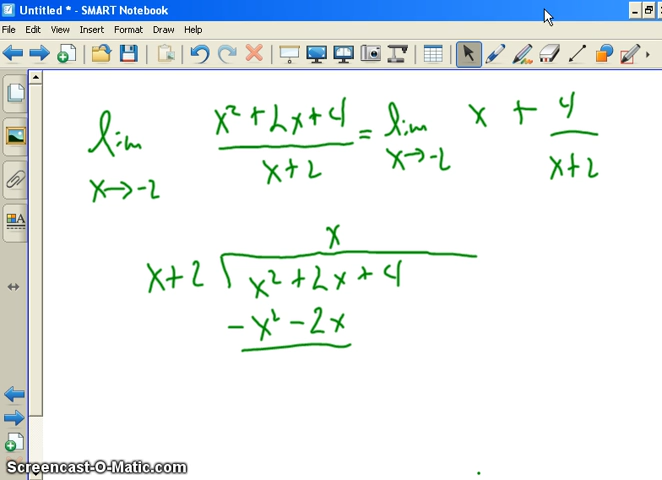 Untitled * - SMART Notebook
File Edit View Insert Format Draw Help
lim x²+2x+4 = lim x + 4
x→-2 x+2 x→-2 x+2
x
x+2 x²+2x+4
-x²-2x
Screencast-O-Matic.com